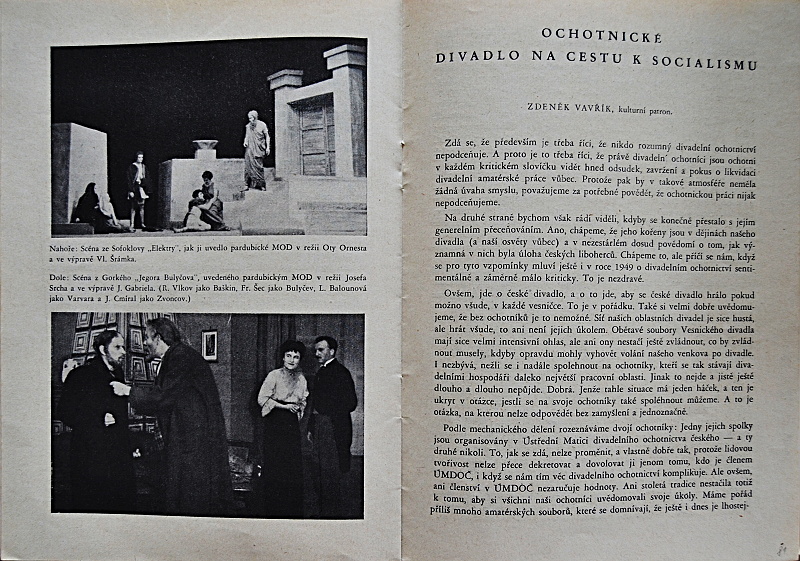 Nahoře: Scéna ze Sofoklovy „Elektry", jak ji uvedlo pardubické MOD v režii Oty Ornesta
a ve výpravě Vl. Šrámka.
Dole: Scéna z Gorkého „Jegora Bulyčova", uvedeného pardubickým MOD v režii Josefa
Srcha a ve výpravě J. Gabriela. (R. Vlkov jako Baškin, Fr. Šec jako Bulyčev, L. Balounová
jako Varvara a J. Cmíral jako Zvoncov.)
OCHOTNICKÉ
DIVADLO NA CESTU K SOCIALISMU
ZDENĚK VAVŘÍK, kulturní patron.
Zdá se, že především je třeba říci, že nikdo rozumný divadelní ochotnictví
nepodceňuje. A proto je to třeba říci, že právě divadeln' ochotníci jsou ochotni
v každém kritickém slovíčku vidět hned odsudek, zavržení a pokus o likvidaci
divadelní amatérské práce vůbec. Protože pak by v takové atmosféře neměla
žádná úvaha smyslu, považujeme za potřebné povědět, že ochotnickou práci nijak
nepodceňujeme.
Na druhé straně bychom však rádi viděli, kdyby se konečně přestalo s jejím
generelním přeceňováním. Ano, chápeme, že jeho kořeny jsou v dějinách našeho
divadla (a naší osvěty vůbec) a v nezestárlém dosud povědomí o tom, jak vý-
znamná v nich byla úloha českých libohercú. Chápeme to, ale příčí se nám, když
se pro tyto vzpomínky mluví ještě i v roce 1949 o divadelním ochotnictví senti-
mentálně a záměrně málo kriticky. To je nezdravé.
Ovšem, jde o české divadlo, a o to jde, aby se české divadlo hrálo pokud
možno všude, v každé vesničce. To je v pořádku. Také si velmi dobře uvědomu-
jeme, že bez ochotníků je to nemožné. Síť našich oblastních divadel je sice hustá,
ale hrát všude, to ani není jejich úkolem. Obětavé soubory Vesnického divadla
mají sice velmi intensivní ohlas, ale ani ony nestačí ještě zvládnout, co by zvlád-
nout musely, kdyby opravdu mohly vyhovět volání našeho venkova po divadle.
I nezbývá, nežli se i nadále spolehnout na ochotníky, kteří se tak stávají diva-
delními hospodáři daleko největší pracovní oblasti. Jinak to nejde a jistě ještě
dlouho a dlouho nepůjde. Dobrá. Jenže tahle situace má jeden háček, a ten je
ukryt v otázce, jestli se na svoje ochotníky také spoléhnout můžeme. A to je
otázka, na kterou nelze odpovědět bez zamyšlení a jednoznačně.
Podle mechanického dělení rozeznáváme dvojí ochotníky: Jedny jejich spolky
jsou organisovány v Ústřední Matici divadelního ochotnictva českého — a ty
druhé nikoli. To, jak se zdá, nelze proměnit, a vlastně dobře tak, protože lidovou
tvořivost nelze přece dekretovat a dovolovat ji jenom tomu, kdo je členem
ÚMDOČ, i když se nám tím věc divadelního ochotnictví komplikuje. Ale ovšem,
ani členství v ÚMDOČ nezaručuje hodnoty. Ani stoletá tradice nestačila totiž
k tomu, aby si všichni naši ochotníci uvědomovali svoje úkoly. Máme pořád
příliš mnoho amatérských souborů, které se domnívají, že ještě i dnes je lhostej-